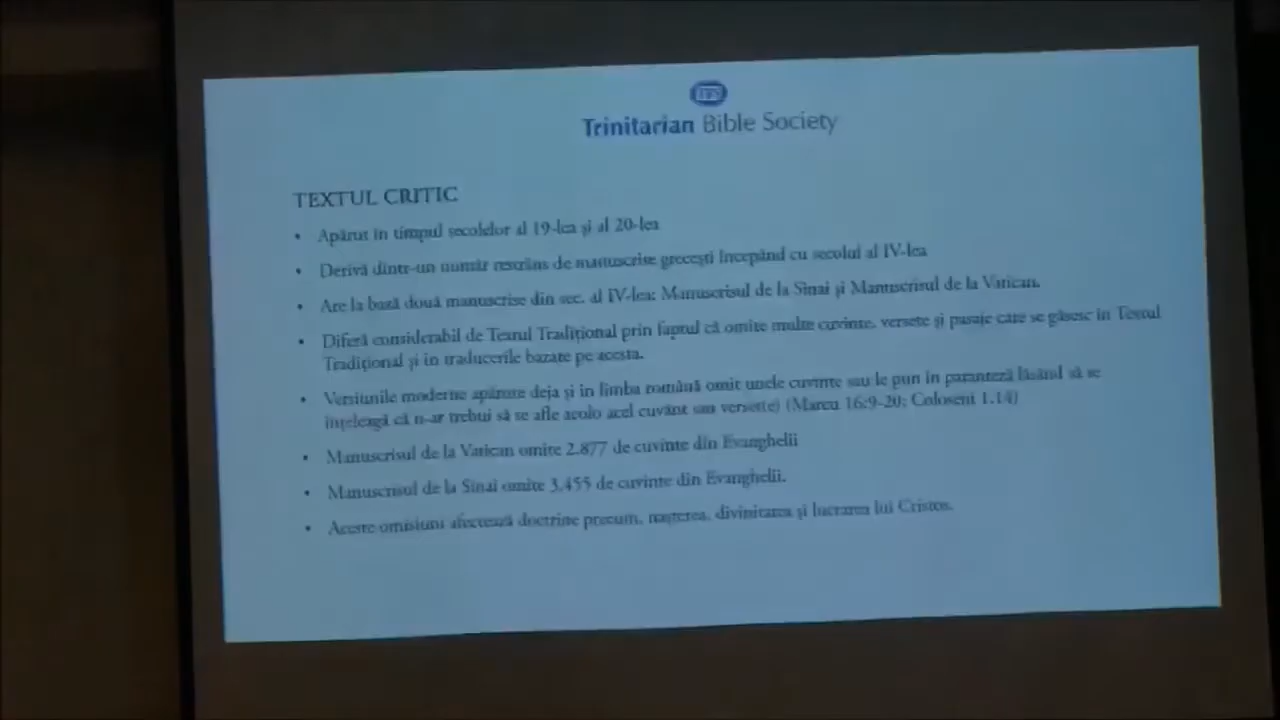 TBS
Trinitarian Bible Society
TEXTUL CRITIC
• Apărut în timpul secolelor al 19-lea și al 20-lea
• Derivă dintr-un număr restrâns de manuscrise grecești începând cu secolul al IV-lea
• Are la bază două manuscrise din sec. al IV-lea: Manuscrisul de la Sinai și Manuscrisul de la Vatican.
• Diferă considerabil de Textul Tradițional prin faptul că omite multe cuvinte, versete și pasaje care se găsesc în Textul
Tradițional și în traducerile bazate pe acesta.
• Versiunile moderne apărute deja și în limba română omit unele cuvinte sau le pun în paranteză lăsând să se
înțeleagă că n-ar trebui să se afle acolo acel cuvânt sau versete) (Marcu 16:9-20; Coloseni 1.14)
• Manuscrisul de la Vatican omite 2.877 de cuvinte din Evanghelii
• Manuscrisul de la Sinai omite 3.455 de cuvinte din Evanghelii.
• Aceste omisiuni afectează doctrine precum, nașterea, divinitatea și lucrarea lui Cristos.